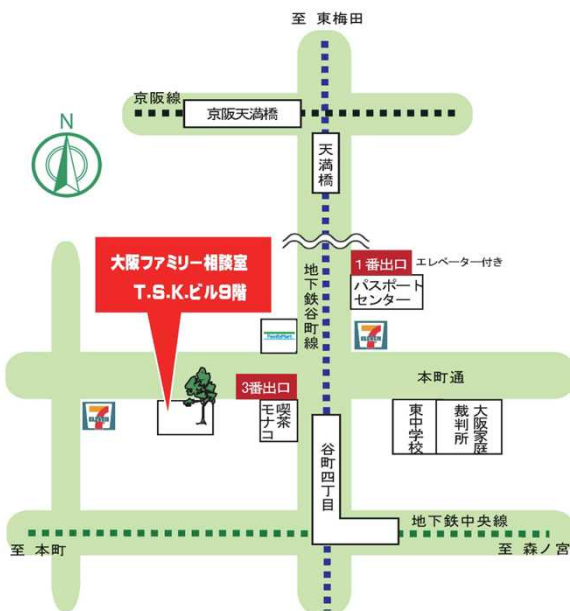 至 東梅田
京阪線
京阪天満橋
天満橋
N
大阪ファミリー相談室
T.S.K.ビル9階
地下鉄谷町線
1番出口
エレベーター付き
パスポート
センター
FamilyMart
7
ELEVEN
本町通
3番出口
喫茶
モナコ
7
ELEVEN
東中学校
大阪家庭
裁判所
谷町四丁目
地下鉄中央線
至 本町
至 森ノ宮